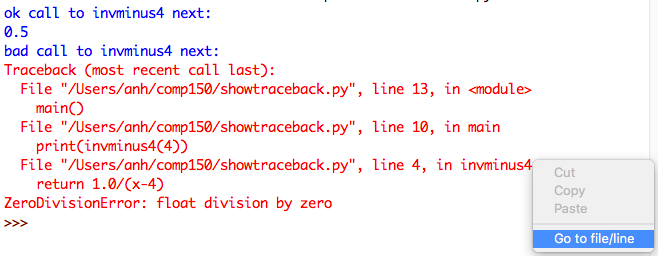 ok call to invminus4 next:
0.5
bad call to invminus4 next:
Traceback (most recent call last):
  File "/Users/anh/comp150/showtraceback.py", line 13, in <module>
    main()
  File "/Users/anh/comp150/showtraceback.py", line 10, in main
    print(invminus4(4))
  File "/Users/anh/comp150/showtraceback.py", line 4, in invminus4
    return 1.0/(x-4)
ZeroDivisionError: float division by zero
>>>
Cut
Copy
Paste
Go to file/line